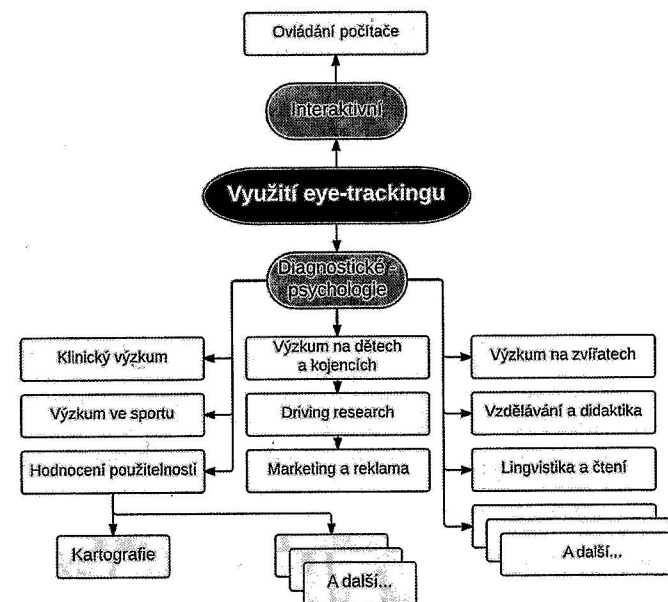 Ovládání počítače
Interaktivní
Využití eye-trackingu
Diagnostické -
psychologie
Klinický výzkum
Výzkum na dětech
a kojencích
Výzkum na zvířatech
Výzkum ve sportu
Driving research
Vzdělávání a didaktika
Hodnocení použitelnosti
Marketing a reklama
Lingvistika a čtení
Kartografie
A další...
A další...